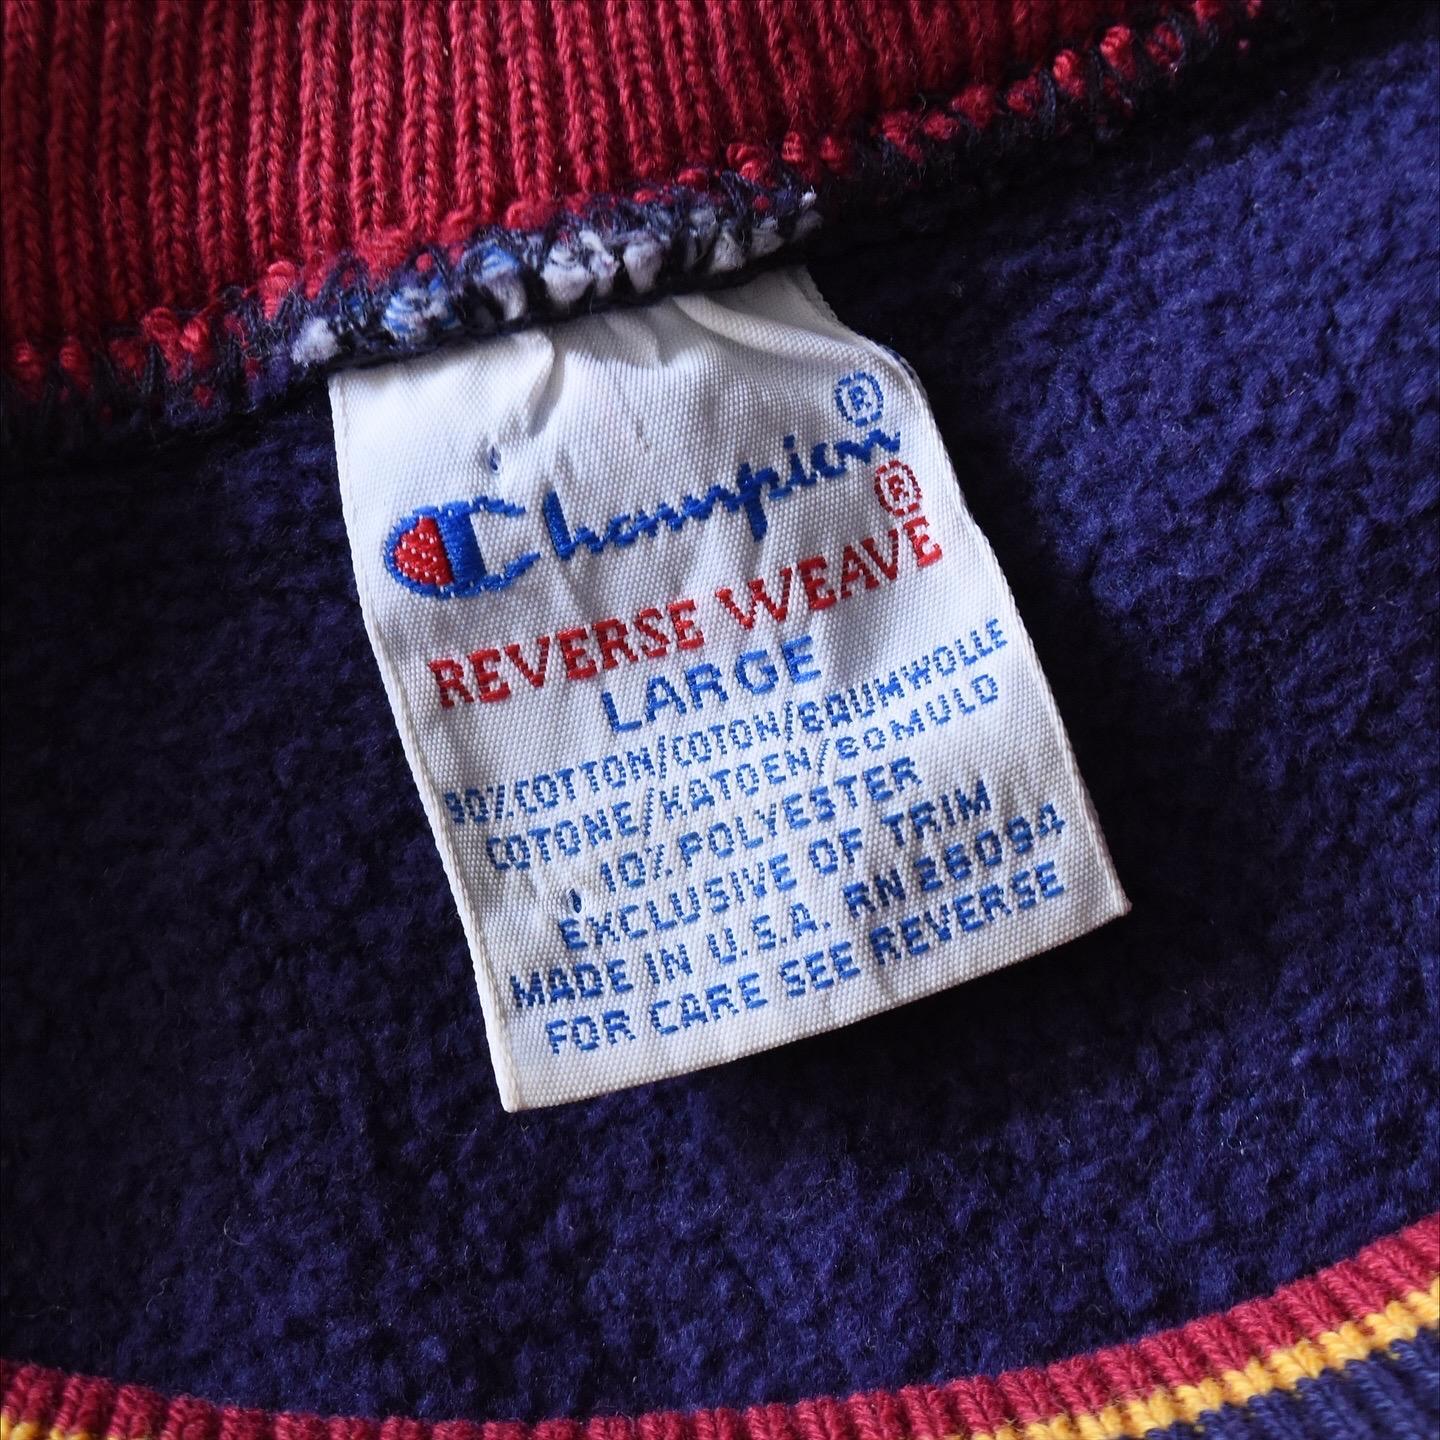 Champion®
REVERSE WEAVE®
LARGE
90% COTTON/COTON/BAUMWOLLE
COTONE/KATOEN/BOMULD
10% POLYESTER
EXCLUSIVE OF TRIM
MADE IN U.S.A. RN 26094
FOR CARE SEE REVERSE